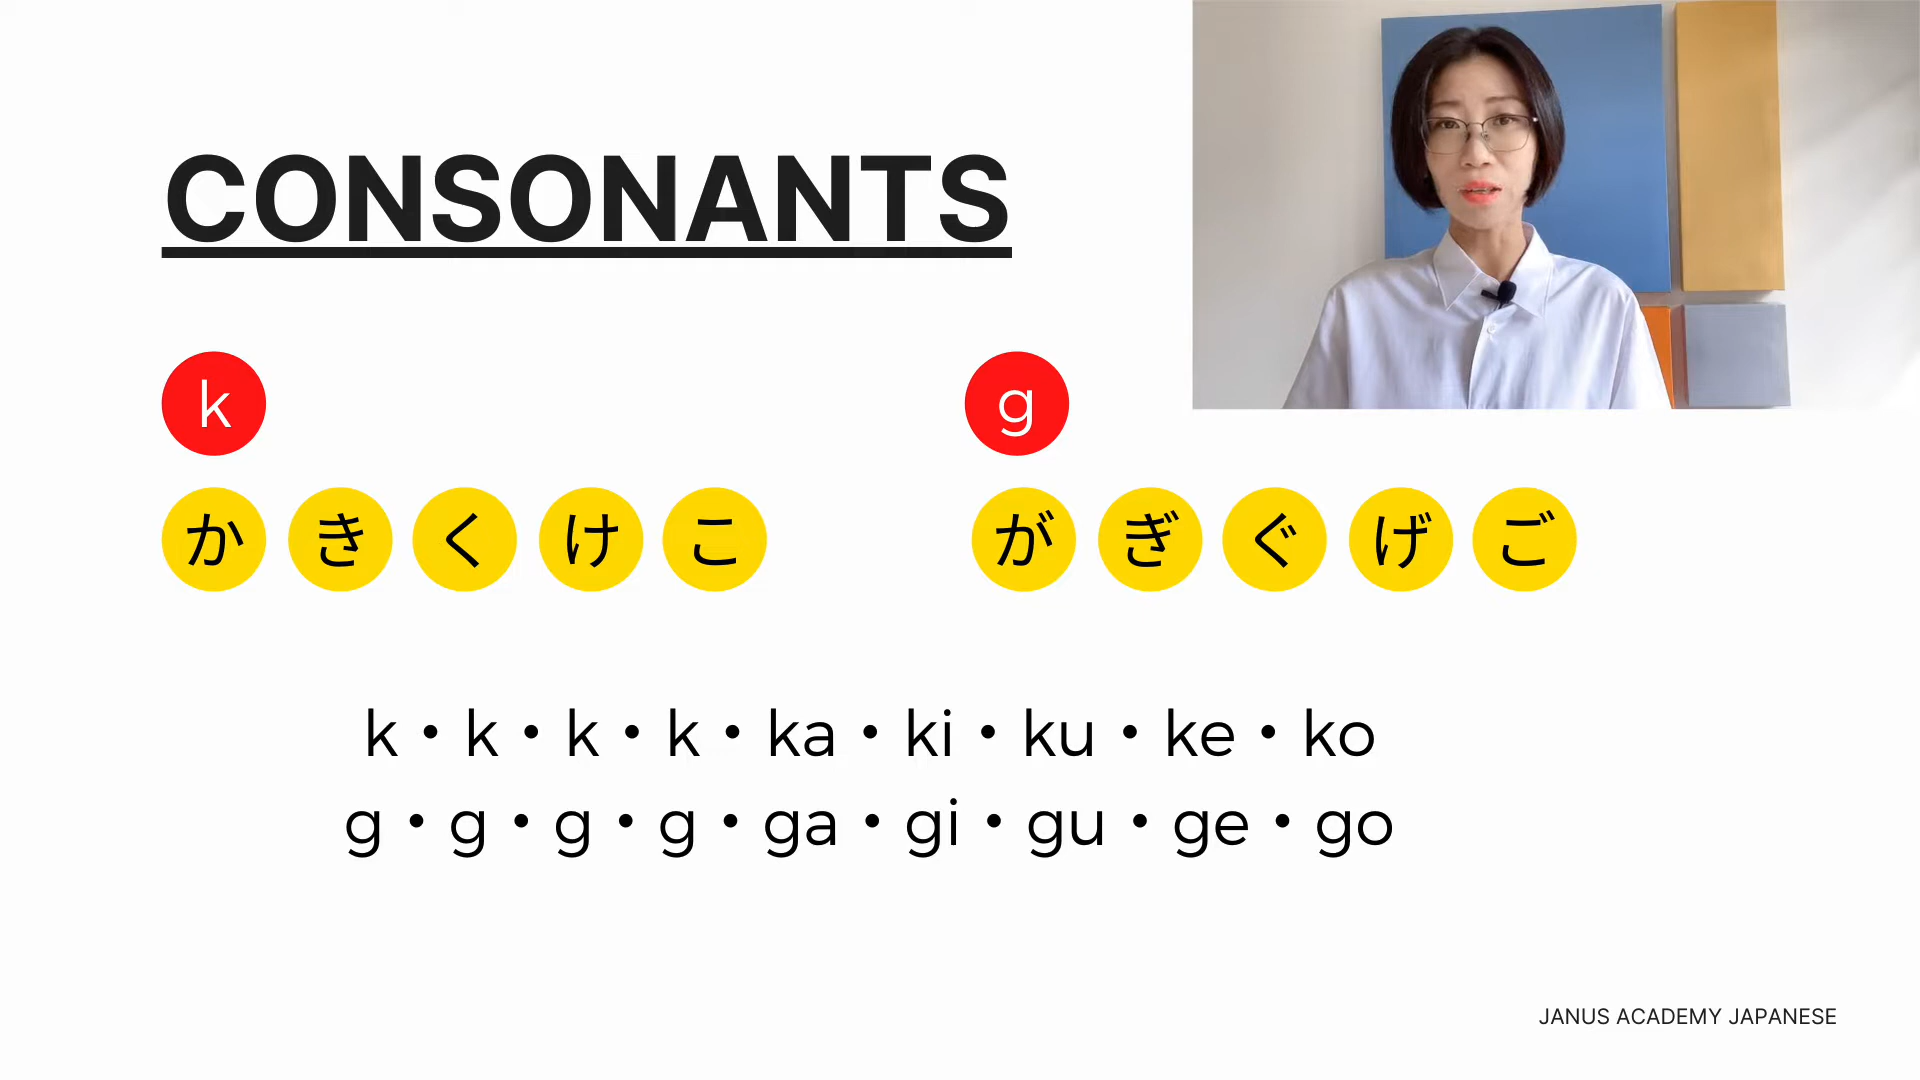 CONSONANTS
k
g
か き く け こ
が ぎ ぐ げ ご
k・k・k・k・ka・ki・ku・ke・ko
g・g・g・g・ga・gi・gu・ge・go
JANUS ACADEMY JAPANESE